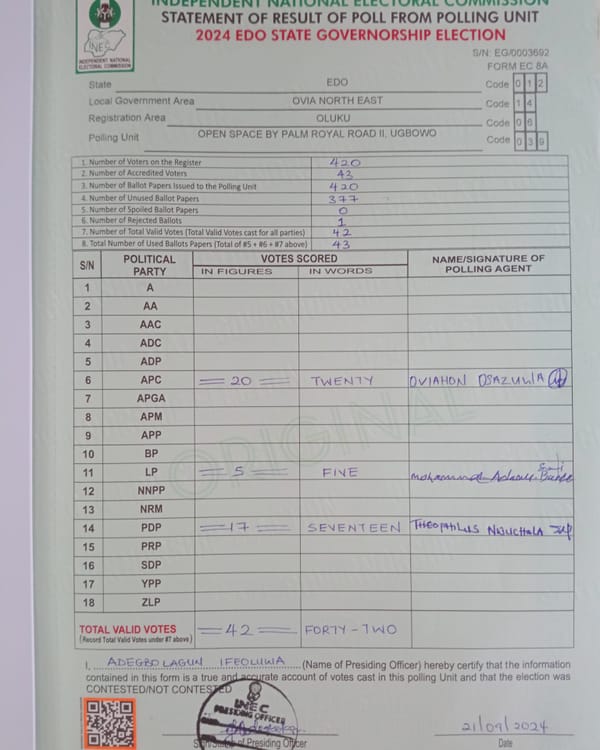 INDEPENDENT NATIONAL ELECTORAL COMMISSION
STATEMENT OF RESULT OF POLL FROM POLLING UNIT
2024 EDO STATE GOVERNORSHIP ELECTION
INEC
INDEPENDENT NATIONAL
ELECTORAL COMMISSION
S/N: EG/0003692
FORM EC 8A
State EDO Code 0 1 2
Local Government Area OVIA NORTH EAST Code 1 4
Registration Area OLUKU Code 0 6
Polling Unit OPEN SPACE BY PALM ROYAL ROAD II, UGBOWO Code 0 3 9
1. Number of Voters on the Register 420
2. Number of Accredited Voters 43
3. Number of Ballot Papers Issued to the Polling Unit 420
4. Number of Unused Ballot Papers 377
5. Number of Spoiled Ballot Papers 0
6. Number of Rejected Ballots 1
7. Number of Total Valid Votes (Total Valid Votes cast for all parties) 42
8. Total Number of Used Ballots Papers (Total of #5 + #6 + #7 above) 43
S/N POLITICAL PARTY VOTES SCORED NAME/SIGNATURE OF POLLING AGENT
IN FIGURES IN WORDS
1 A
2 AA
3 AAC
4 ADC
5 ADP
6 APC =20= TWENTY OVIAHON OSAZUWA
7 APGA
8 APM
9 APP
10 BP
11 LP =5= FIVE
12 NNPP
13 NRM
14 PDP =17= SEVENTEEN THEOPHILUS
15 PRP
16 SDP
17 YPP
18 ZLP
ORIGINAL
TOTAL VALID VOTES =42= FORTY-TWO
(Record Total Valid Votes under #7 above)
I, ADEGBOLAGUN IFEOLUWA (Name of Presiding Officer) hereby certify that the information
contained in this form is a true and accurate account of votes cast in this polling Unit and that the election was
CONTESTED/NOT CONTESTED
INEC
PRESIDING OFFICER
of Presiding Officer
21/09/2024
Date